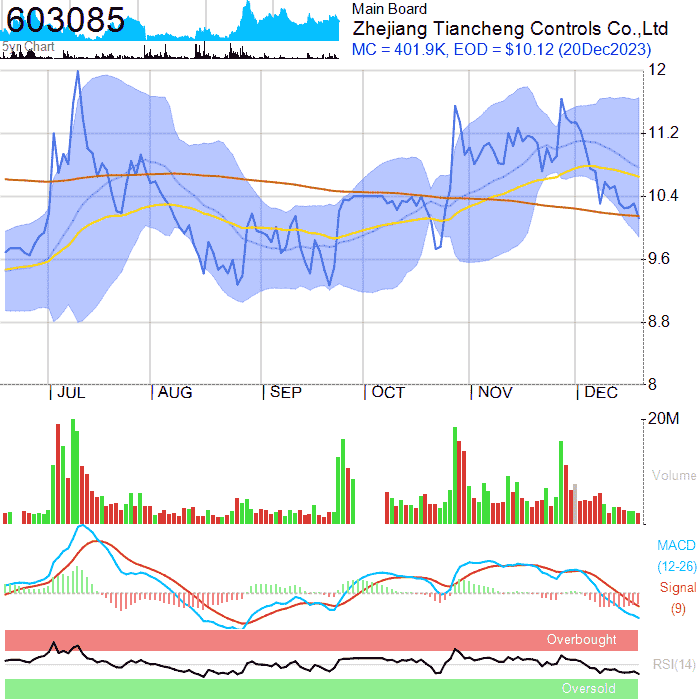 603085
Main Board
Zhejiang Tiancheng Controls Co.,Ltd
5yr Chart
MC = 401.9K, EOD = $10.12 (20Dec2023)
12
11.2
10.4
9.6
8.8
8
JUL AUG SEP OCT NOV DEC
20M
Volume
MACD
(12-26)
Signal
(9)
Overbought
RSI(14)
Oversold